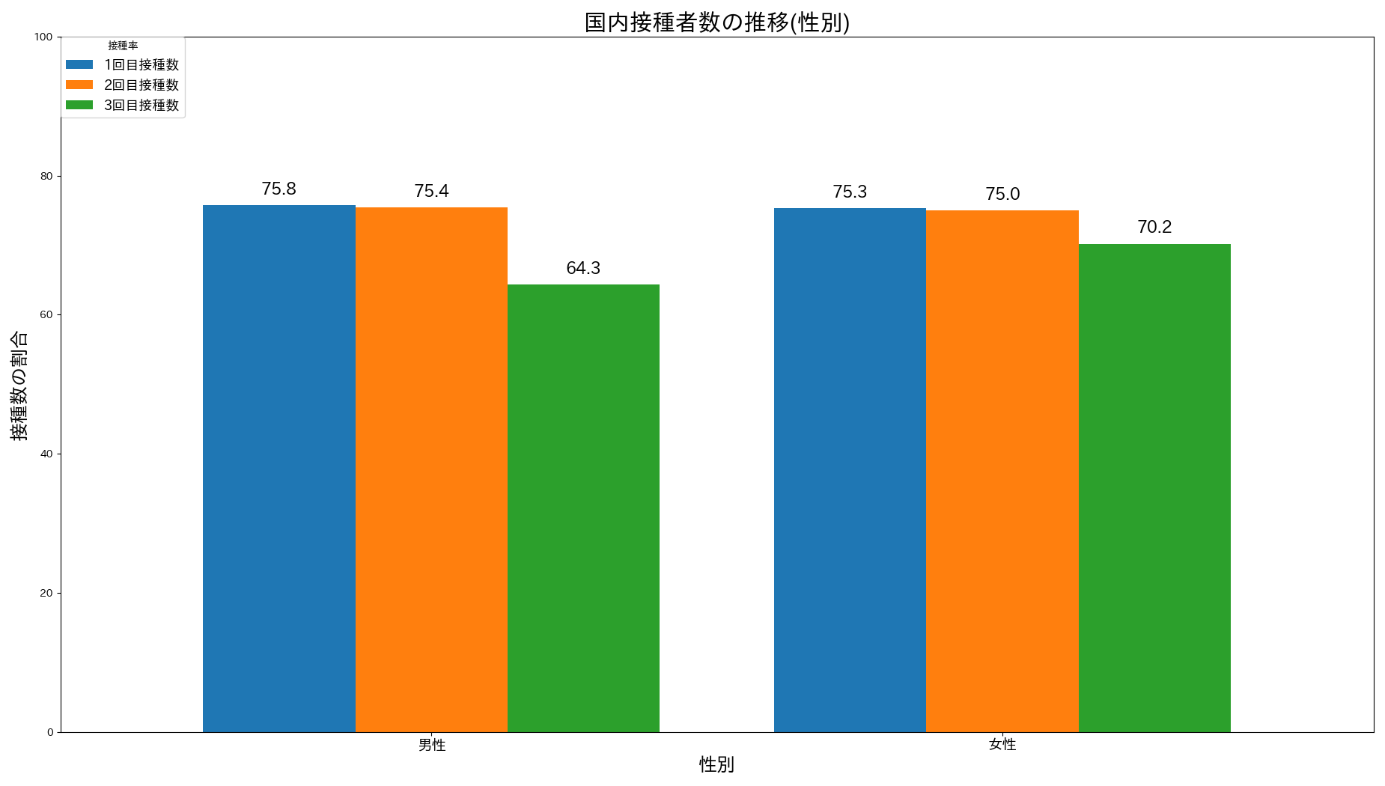 国内接種者数の推移(性別)
接種率
1回目接種数
2回目接種数
3回目接種数
接種数の割合
100
80
60
40
20
0
75.8
75.4
64.3
75.3
75.0
70.2
男性
女性
性別